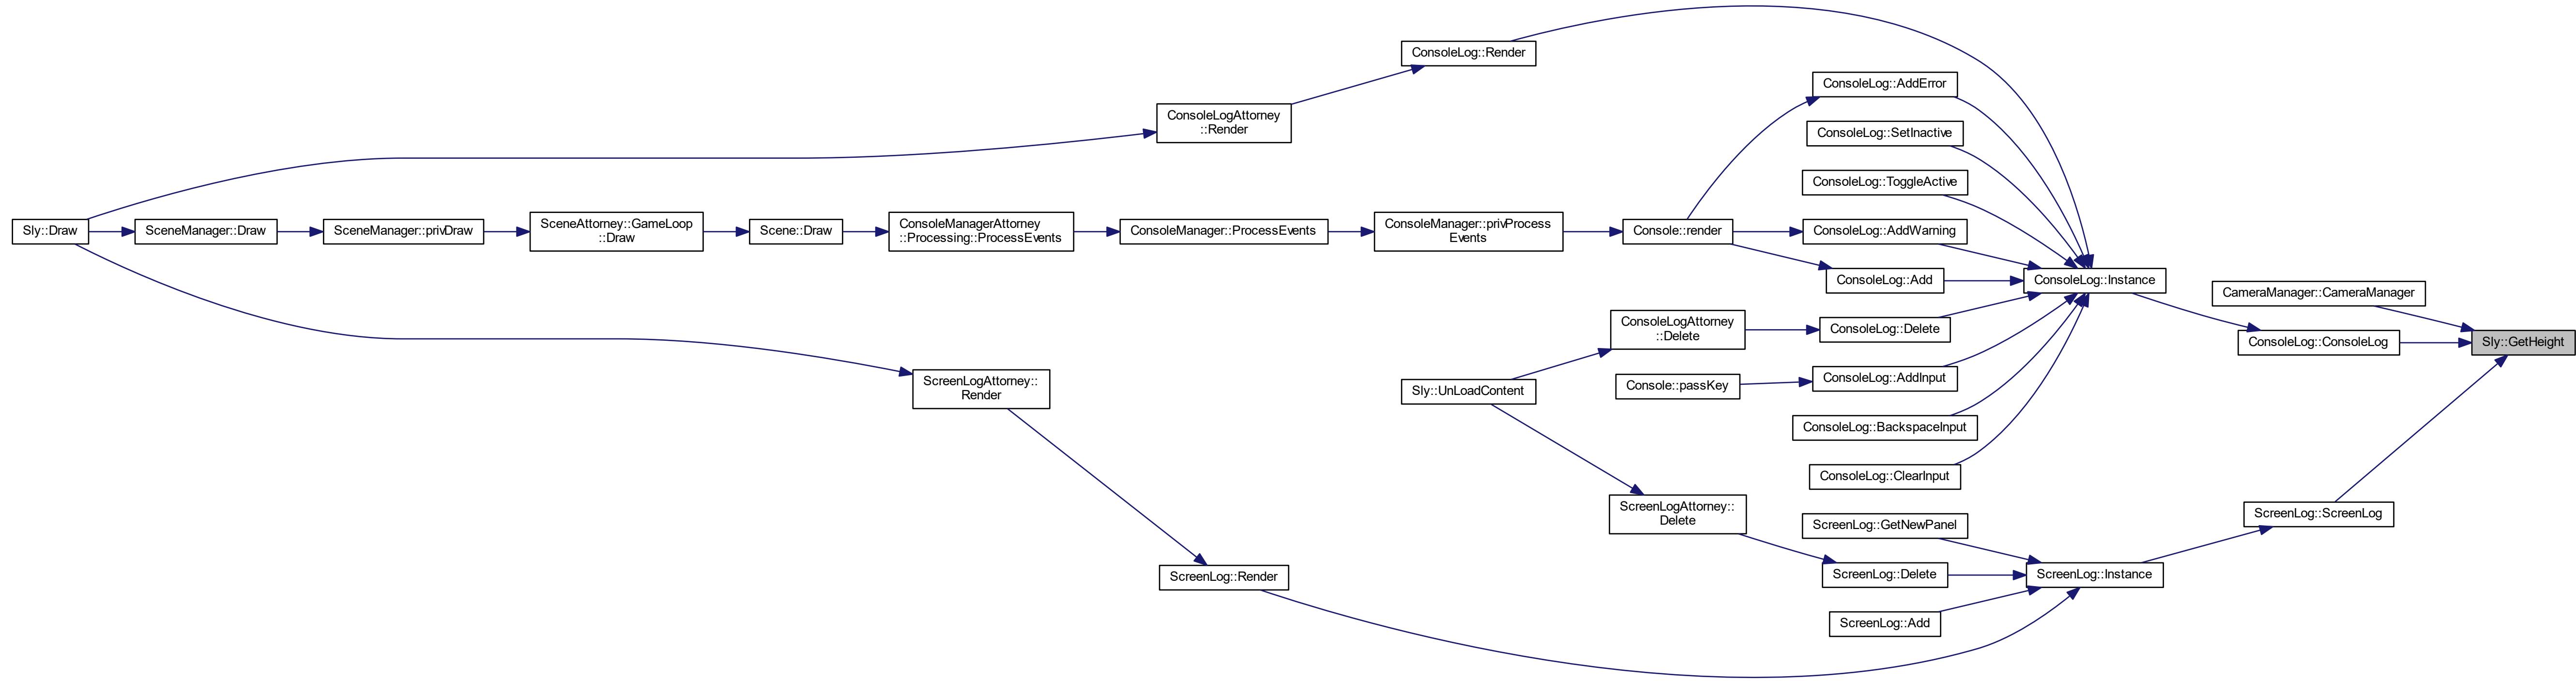 ConsoleLog::Render
ConsoleLog::AddError
ConsoleLogAttorney
::Render
ConsoleLog::SetInactive
ConsoleLog::ToggleActive
Sly::Draw
SceneManager::Draw
SceneManager::privDraw
SceneAttorney::GameLoop
::Draw
Scene::Draw
ConsoleManagerAttorney
::Processing::ProcessEvents
ConsoleManager::ProcessEvents
ConsoleManager::privProcess
Events
Console::render
ConsoleLog::AddWarning
ConsoleLog::Add
ConsoleLog::Instance
CameraManager::CameraManager
ConsoleLogAttorney
::Delete
ConsoleLog::Delete
ConsoleLog::ConsoleLog
Sly::GetHeight
ScreenLogAttorney::
Render
Sly::UnLoadContent
Console::passKey
ConsoleLog::AddInput
ConsoleLog::BackspaceInput
ConsoleLog::ClearInput
ScreenLogAttorney::
Delete
ScreenLog::GetNewPanel
ScreenLog::ScreenLog
ScreenLog::Render
ScreenLog::Delete
ScreenLog::Instance
ScreenLog::Add